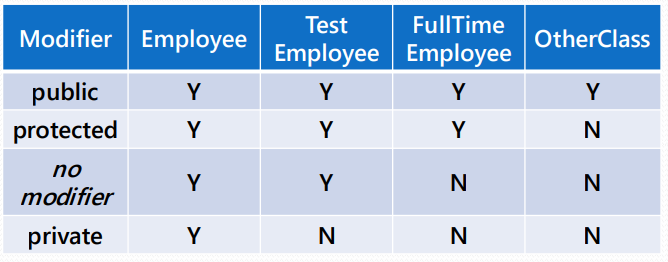 Modifier Employee Test Employee FullTime Employee OtherClass
public Y Y Y Y
protected Y Y Y N
no modifier Y Y N N
private Y N N N